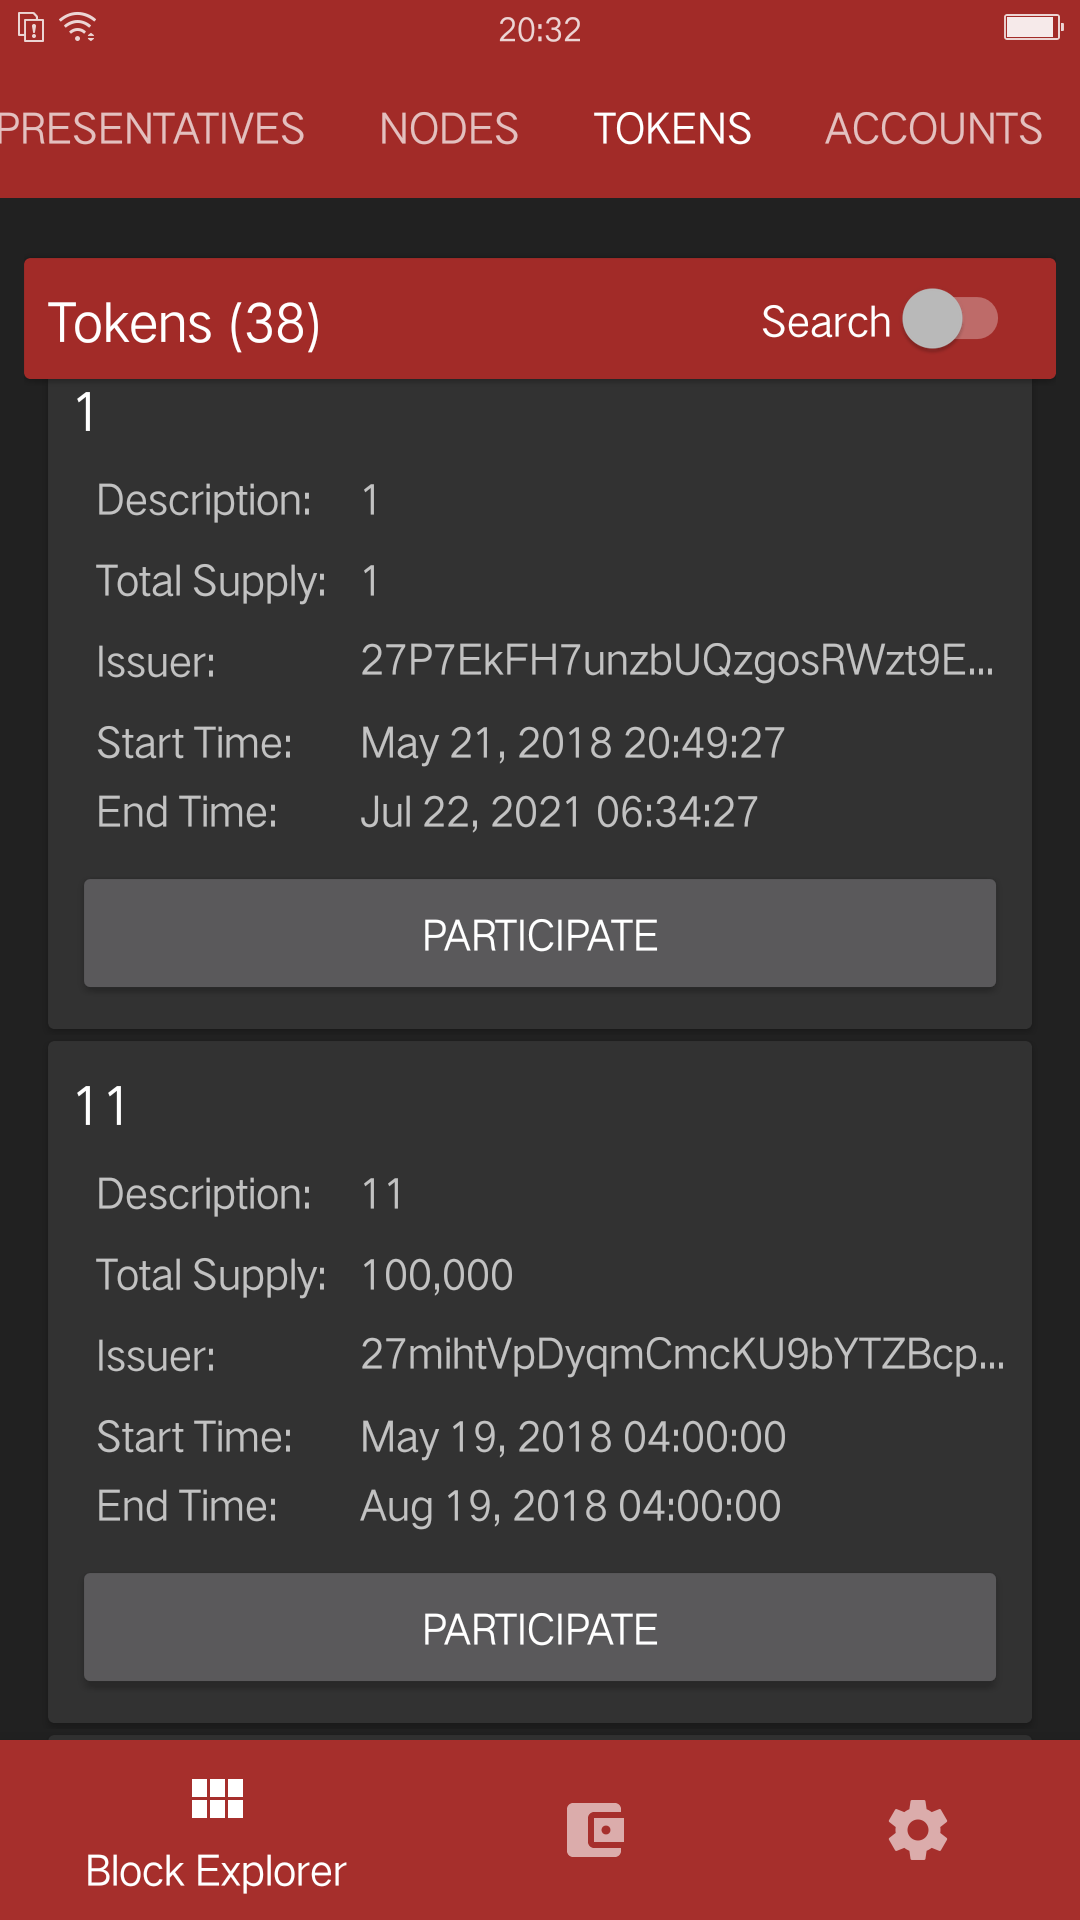 20:32
PRESENTATIVES NODES TOKENS ACCOUNTS
Tokens (38) Search
1
Description: 1
Total Supply: 1
Issuer: 27P7EkFH7unzbUQzgosRWzt9E...
Start Time: May 21, 2018 20:49:27
End Time: Jul 22, 2021 06:34:27
PARTICIPATE
11
Description: 11
Total Supply: 100,000
Issuer: 27mihtVpDyqmCmcKU9bYTZBcp...
Start Time: May 19, 2018 04:00:00
End Time: Aug 19, 2018 04:00:00
PARTICIPATE
Block Explorer